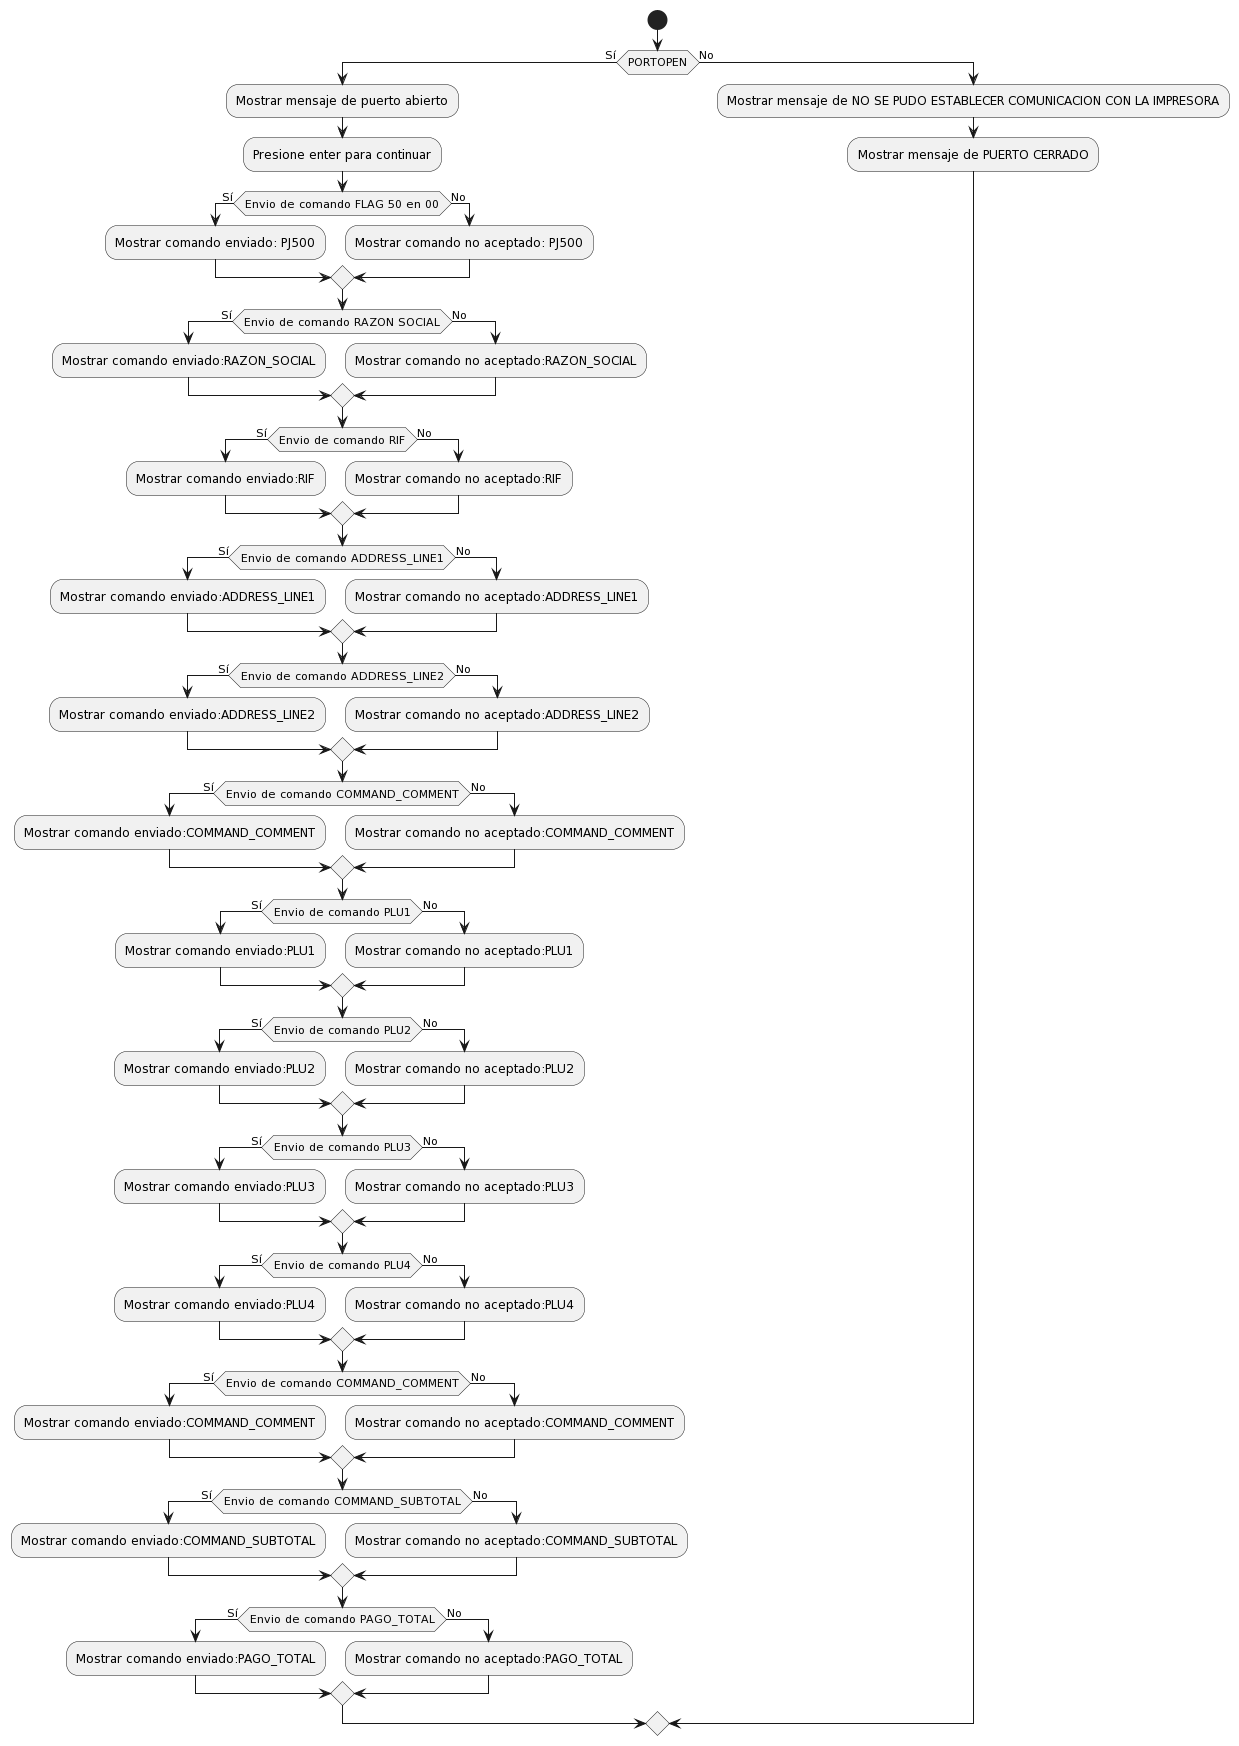 Sí
PORTOPEN
No
Mostrar mensaje de puerto abierto
Mostrar mensaje de NO SE PUDO ESTABLECER COMUNICACION CON LA IMPRESORA
Presione enter para continuar
Mostrar mensaje de PUERTO CERRADO
Sí
Envio de comando FLAG 50 en 00
No
Mostrar comando enviado: PJ500
Mostrar comando no aceptado: PJ500
Sí
Envio de comando RAZON SOCIAL
No
Mostrar comando enviado:RAZON_SOCIAL
Mostrar comando no aceptado:RAZON_SOCIAL
Sí
Envio de comando RIF
No
Mostrar comando enviado:RIF
Mostrar comando no aceptado:RIF
Sí
Envio de comando ADDRESS_LINE1
No
Mostrar comando enviado:ADDRESS_LINE1
Mostrar comando no aceptado:ADDRESS_LINE1
Sí
Envio de comando ADDRESS_LINE2
No
Mostrar comando enviado:ADDRESS_LINE2
Mostrar comando no aceptado:ADDRESS_LINE2
Sí
Envio de comando COMMAND_COMMENT
No
Mostrar comando enviado:COMMAND_COMMENT
Mostrar comando no aceptado:COMMAND_COMMENT
Sí
Envio de comando PLU1
No
Mostrar comando enviado:PLU1
Mostrar comando no aceptado:PLU1
Sí
Envio de comando PLU2
No
Mostrar comando enviado:PLU2
Mostrar comando no aceptado:PLU2
Sí
Envio de comando PLU3
No
Mostrar comando enviado:PLU3
Mostrar comando no aceptado:PLU3
Sí
Envio de comando PLU4
No
Mostrar comando enviado:PLU4
Mostrar comando no aceptado:PLU4
Sí
Envio de comando COMMAND_COMMENT
No
Mostrar comando enviado:COMMAND_COMMENT
Mostrar comando no aceptado:COMMAND_COMMENT
Sí
Envio de comando COMMAND_SUBTOTAL
No
Mostrar comando enviado:COMMAND_SUBTOTAL
Mostrar comando no aceptado:COMMAND_SUBTOTAL
Sí
Envio de comando PAGO_TOTAL
No
Mostrar comando enviado:PAGO_TOTAL
Mostrar comando no aceptado:PAGO_TOTAL